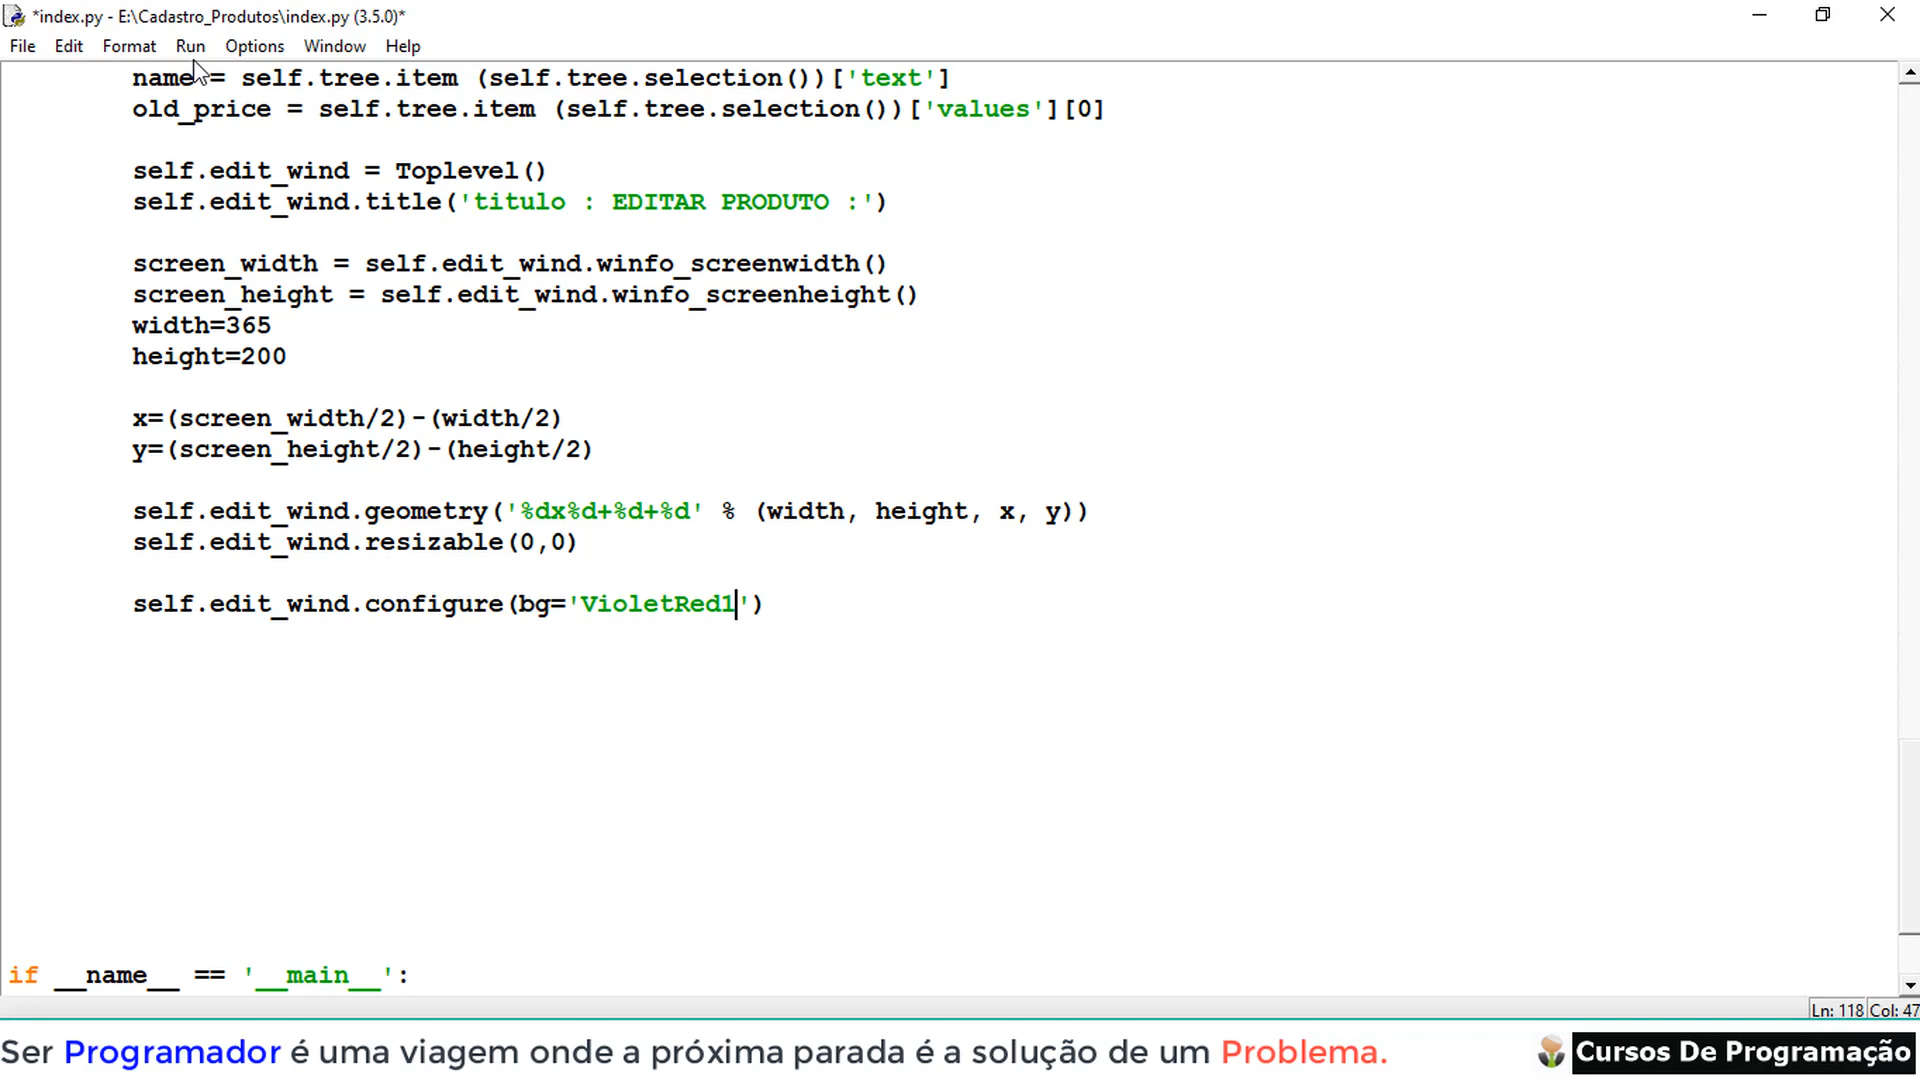 *index.py - E:\Cadastro_Produtos\index.py (3.5.0)*
File Edit Format Run Options Window Help
name = self.tree.item (self.tree.selection())['text']
old_price = self.tree.item (self.tree.selection())['values'][0]
self.edit_wind = Toplevel()
self.edit_wind.title('titulo : EDITAR PRODUTO :')
screen_width = self.edit_wind.winfo_screenwidth()
screen_height = self.edit_wind.winfo_screenheight()
width=365
height=200
x=(screen_width/2)-(width/2)
y=(screen_height/2)-(height/2)
self.edit_wind.geometry('%dx%d+%d+%d' % (width, height, x, y))
self.edit_wind.resizable(0,0)
self.edit_wind.configure(bg='VioletRed1')
if __name__ == '__main__':
Ln: 118 Col: 47
Ser Programador é uma viagem onde a próxima parada é a solução de um Problema.
Cursos De Programação